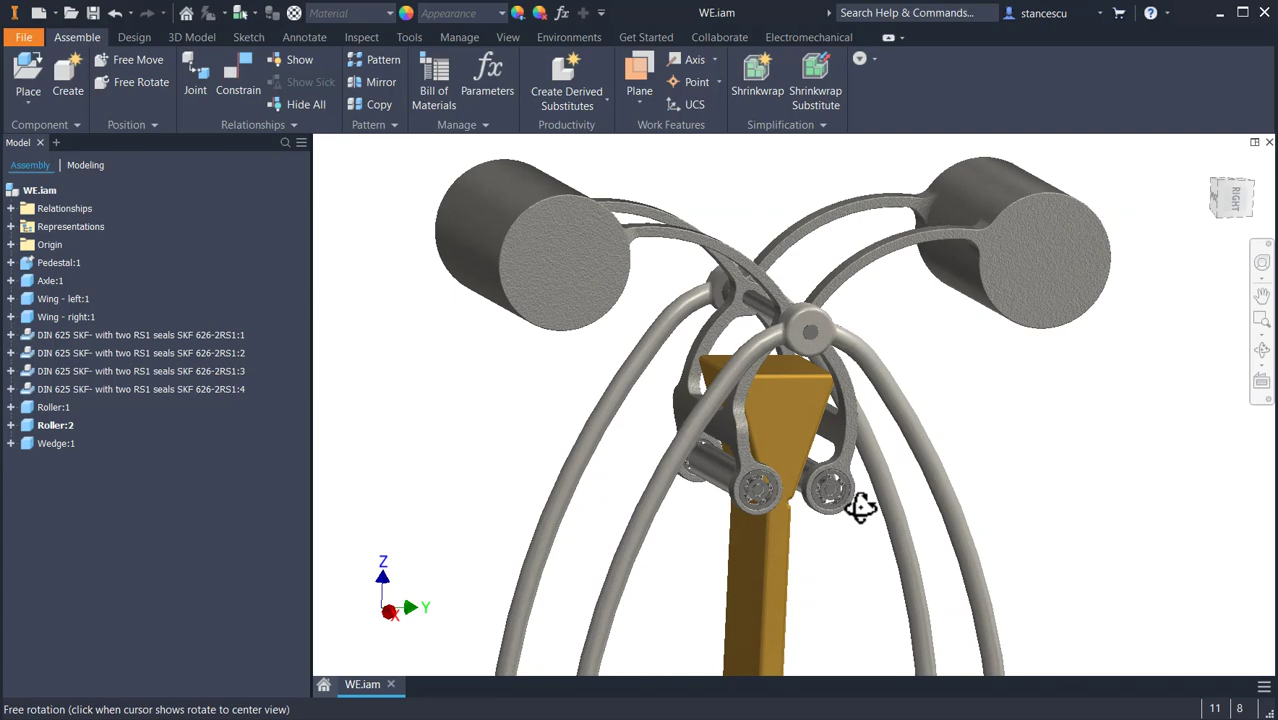 Material
Appearance
fx
WE.iam
Search Help & Commands...
stancescu
File
Assemble
Design
3D Model
Sketch
Annotate
Inspect
Tools
Manage
View
Environments
Get Started
Collaborate
Electromechanical
Place
Create
Free Move
Free Rotate
Component
Position
Joint
Constrain
Show
Show Sick
Hide All
Relationships
Pattern
Mirror
Copy
Pattern
Bill of
Materials
fx
Parameters
Manage
Create Derived
Substitutes
Productivity
Plane
Axis
Point
UCS
Work Features
Shrinkwrap
Shrinkwrap
Substitute
Simplification
Model
Assembly
Modeling
WE.iam
Relationships
Representations
Origin
Pedestal:1
Axle:1
Wing - left:1
Wing - right:1
DIN 625 SKF- with two RS1 seals SKF 626-2RS1:1
DIN 625 SKF- with two RS1 seals SKF 626-2RS1:2
DIN 625 SKF- with two RS1 seals SKF 626-2RS1:3
DIN 625 SKF- with two RS1 seals SKF 626-2RS1:4
Roller:1
Roller:2
Wedge:1
RIGHT
Z
Y
X
WE.iam
Free rotation (click when cursor shows rotate to center view)
11
8